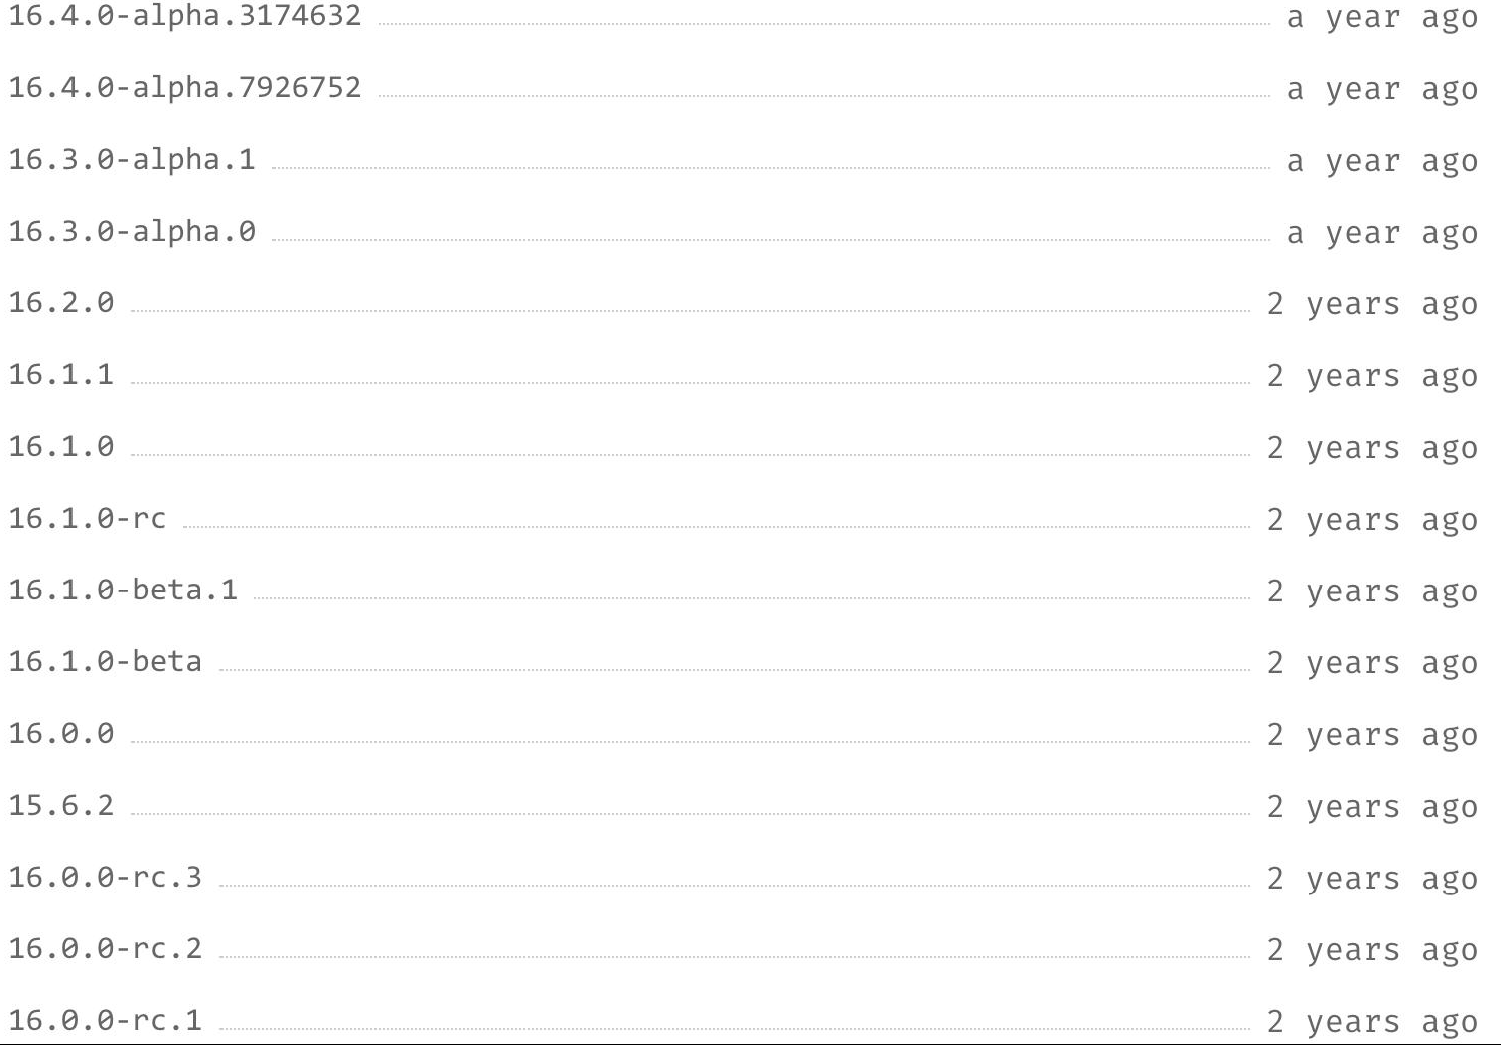 16.4.0-alpha.3174632 a year ago
16.4.0-alpha.7926752 a year ago
16.3.0-alpha.1 a year ago
16.3.0-alpha.0 a year ago
16.2.0 2 years ago
16.1.1 2 years ago
16.1.0 2 years ago
16.1.0-rc 2 years ago
16.1.0-beta.1 2 years ago
16.1.0-beta 2 years ago
16.0.0 2 years ago
15.6.2 2 years ago
16.0.0-rc.3 2 years ago
16.0.0-rc.2 2 years ago
16.0.0-rc.1 2 years ago